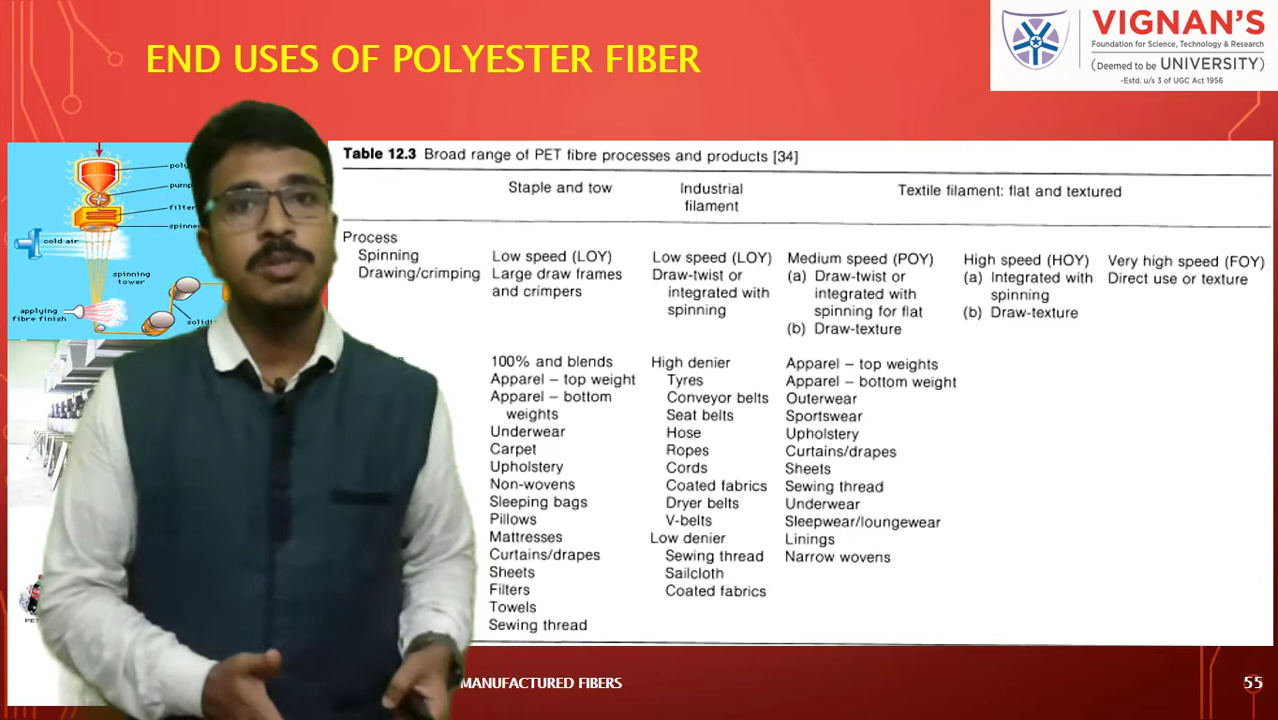 END USES OF POLYESTER FIBER
VIGNAN'S
Foundation for Science, Technology & Research
(Deemed to be UNIVERSITY)
-Estd. u/s 3 of UGC Act 1956
pump
filter
cold air
spinning
tower
applying
fibre finish
Table 12.3 Broad range of PET fibre processes and products [34]
Staple and tow
Industrial
filament
Textile filament: flat and textured
Process
Spinning
Drawing/crimping
Low speed (LOY)
Large draw frames
and crimpers
Low speed (LOY)
Draw-twist or
integrated with
spinning
Medium speed (POY)
(a) Draw-twist or
integrated with
spinning for flat
(b) Draw-texture
High speed (HOY)
(a) Integrated with
spinning
(b) Draw-texture
Very high speed (FOY)
Direct use or texture
100% and blends
Apparel – top weight
Apparel – bottom
weights
Underwear
Carpet
Upholstery
Non-wovens
Sleeping bags
Pillows
Mattresses
Curtains/drapes
Sheets
Filters
Towels
Sewing thread
High denier
Tyres
Conveyor belts
Seat belts
Hose
Ropes
Cords
Coated fabrics
Dryer belts
V-belts
Low denier
Sewing thread
Sailcloth
Coated fabrics
Apparel – top weights
Apparel – bottom weight
Outerwear
Sportswear
Upholstery
Curtains/drapes
Sheets
Sewing thread
Underwear
Sleepwear/loungewear
Linings
Narrow wovens
MANUFACTURED FIBERS
55